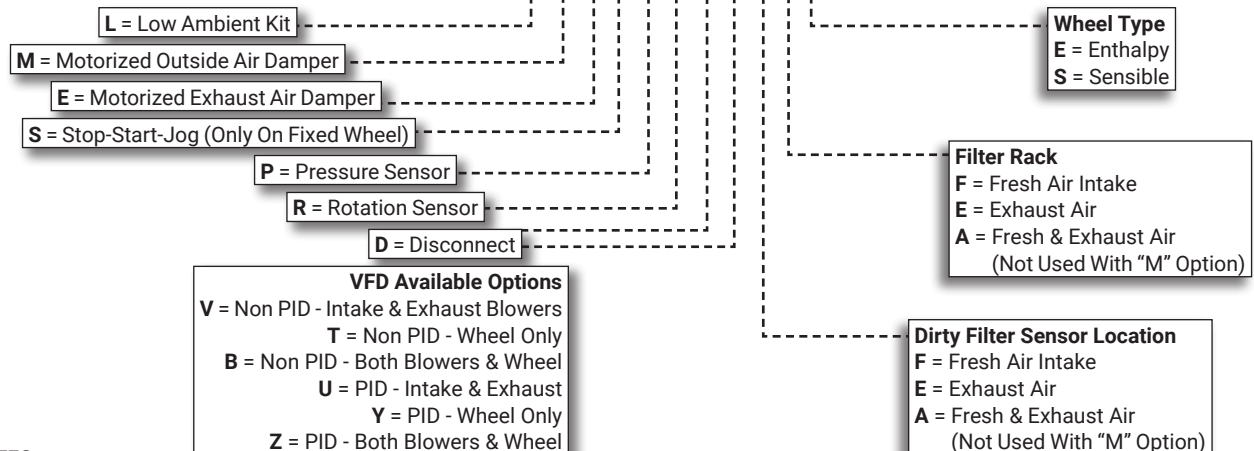 L = Low Ambient Kit
M = Motorized Outside Air Damper
E = Motorized Exhaust Air Damper
S = Stop-Start-Jog (Only On Fixed Wheel)
P = Pressure Sensor
R = Rotation Sensor
D = Disconnect
VFD Available Options
V = Non PID - Intake & Exhaust Blowers
T = Non PID - Wheel Only
B = Non PID - Both Blowers & Wheel
U = PID - Intake & Exhaust
Y = PID - Wheel Only
Z = PID - Both Blowers & Wheel
Wheel Type
E = Enthalpy
S = Sensible
Filter Rack
F = Fresh Air Intake
E = Exhaust Air
A = Fresh & Exhaust Air
(Not Used With “M” Option)
Dirty Filter Sensor Location
F = Fresh Air Intake
E = Exhaust Air
A = Fresh & Exhaust Air
(Not Used With “M” Option)